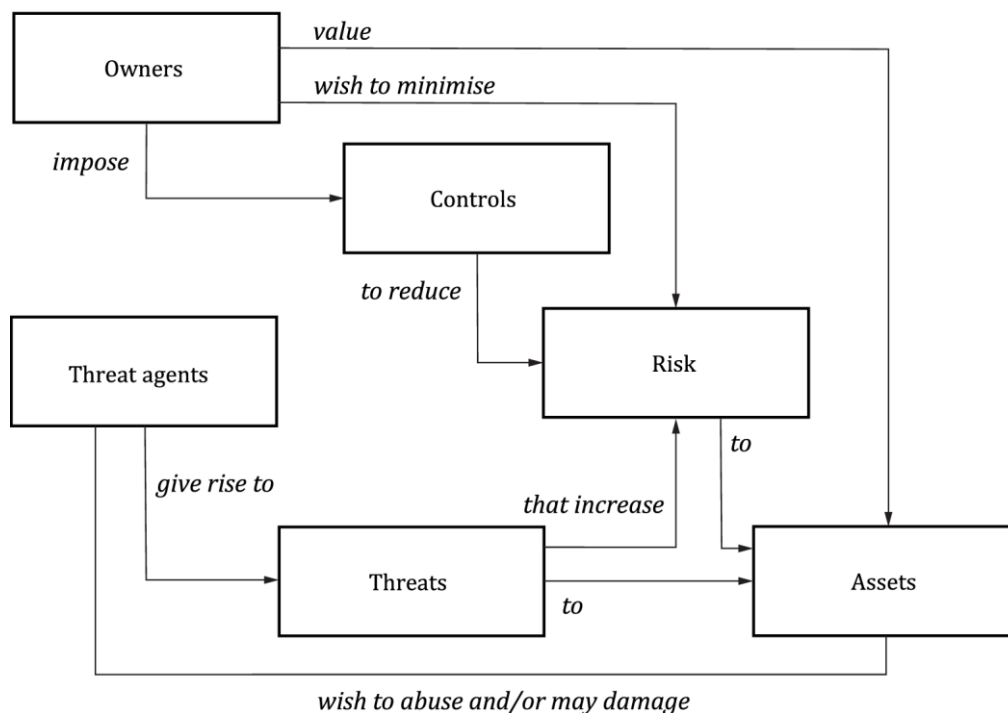 value
Owners
wish to minimise
impose
Controls
to reduce
Threat agents
Risk
to
give rise to
that increase
Threats
to
Assets
wish to abuse and/or may damage